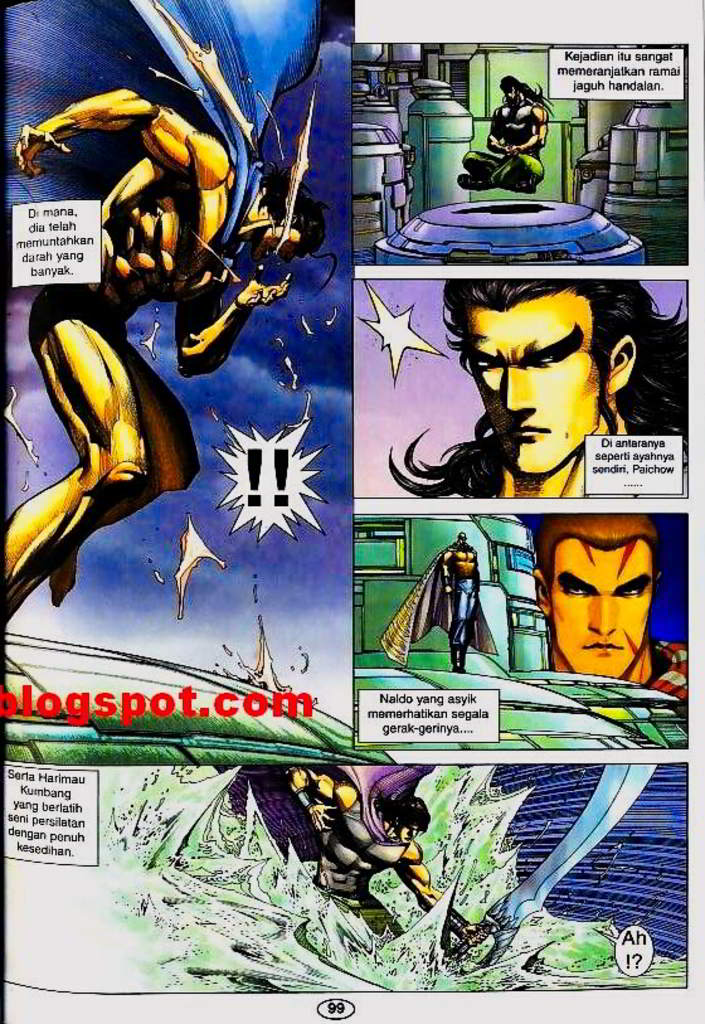 Di mana,
dia telah
memuntahkan
darah yang
banyak.
!!
Kejadian itu sangat
memeranjatkan ramai
jaguh handalan.
Di antaranya
seperti ayahnya
sendiri, Paichow
......
Naldo yang asyik
memerhatikan segala
gerak-gerinya....
blogspot.com
Serta Harimau
Kumbang
yang berlatih
seni persilatan
dengan penuh
kesedihan.
Ah
!?
99